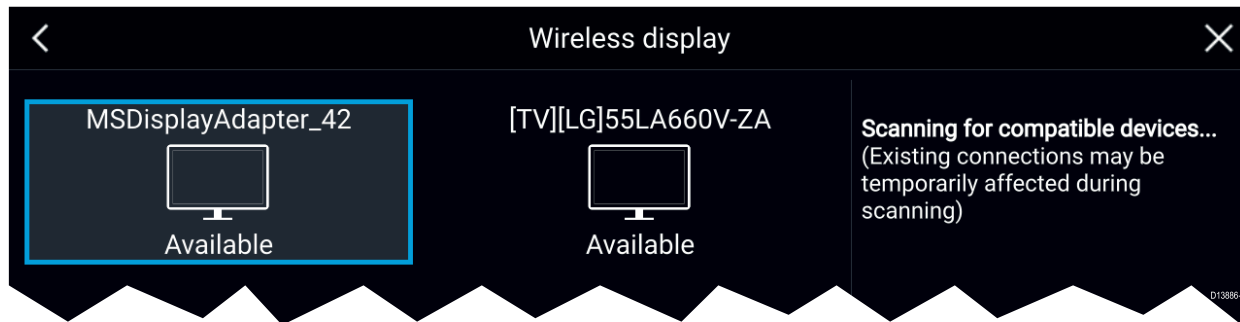 Wireless display
MSDisplayAdapter_42
Available
[TV][LG]55LA660V-ZA
Available
Scanning for compatible devices...
(Existing connections may be
temporarily affected during
scanning)